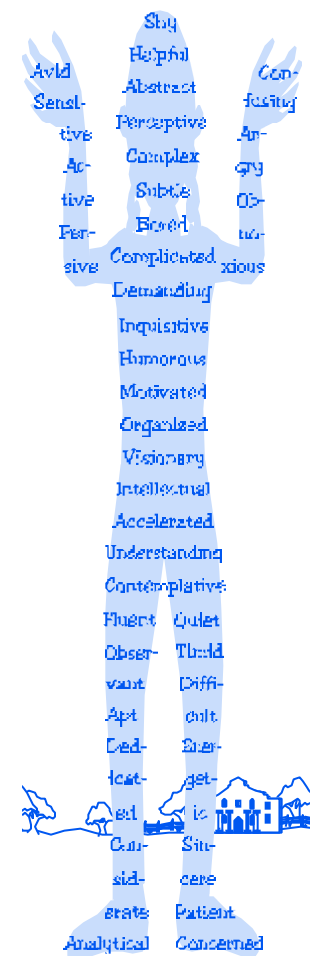 Shy
Helpful
Abstract
Perceptive
Complex
Subtle
Bored
Complicated
Demanding
Inquisitive
Humorous
Motivated
Organized
Visionary
Intellectual
Accelerated
Understanding
Contemplative
Avid
Sensi-
tive
Ac-
tive
Pen-
sive
Con-
fusing
An-
gry
Ob-
no-
xious
Fluent
Obser-
vant
Apt
Ded-
icat-
ed
Con-
sid-
erate
Analytical
Quiet
Timid
Diffi-
cult
Ener-
get-
ic
Sin-
cere
Patient
Concerned